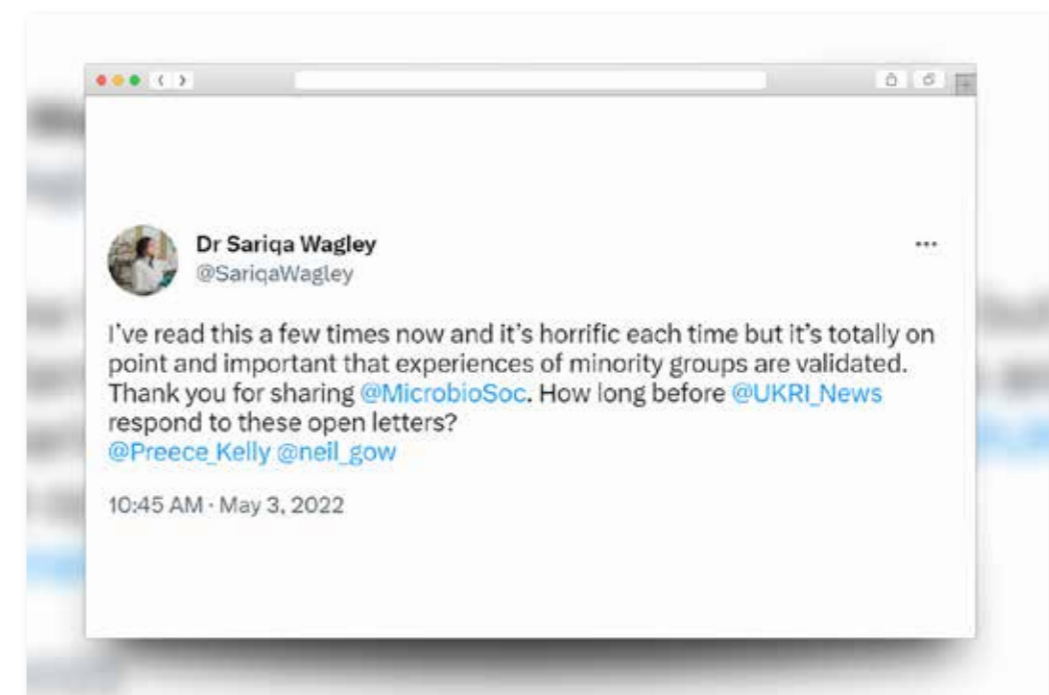 Dr Sariqa Wagley
@SariqaWagley
I've read this a few times now and it's horrific each time but it's totally on
point and important that experiences of minority groups are validated.
Thank you for sharing @MicrobioSoc. How long before @UKRI_News
respond to these open letters?
@Preece_Kelly @neil_gow
10:45 AM · May 3, 2022